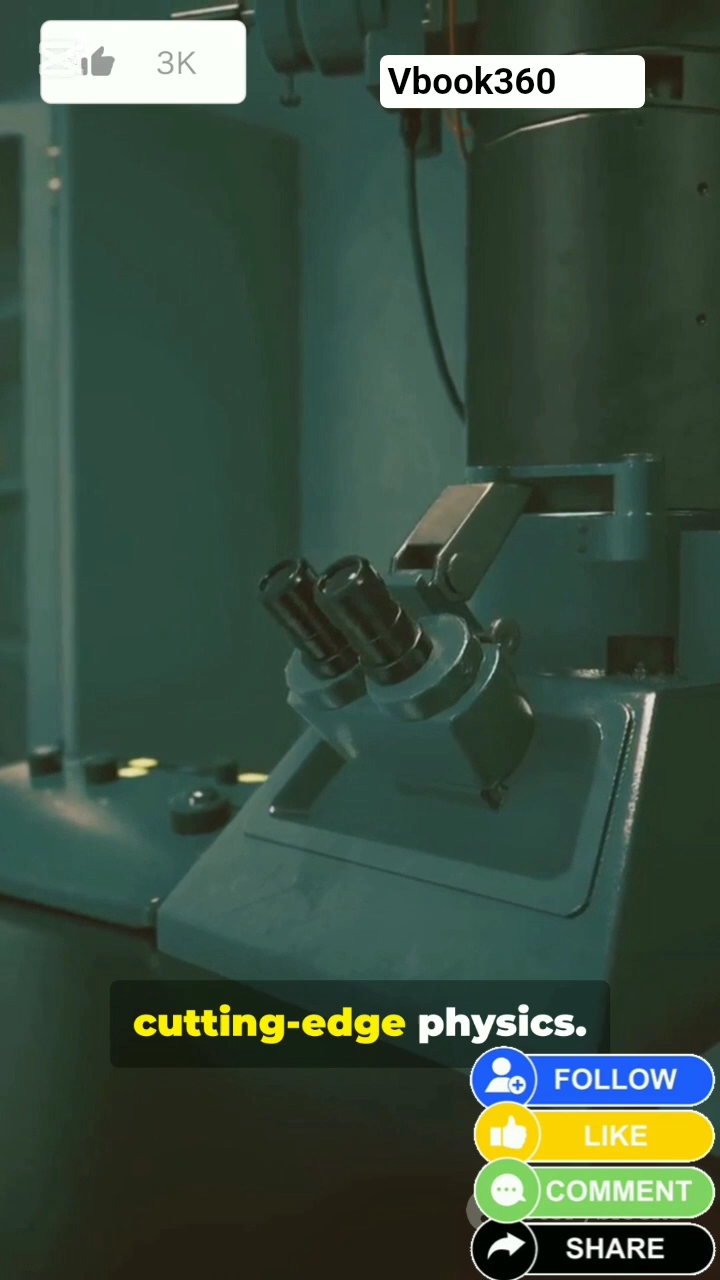 3K
Vbook360
cutting-edge physics.
FOLLOW
LIKE
COMMENT
SHARE